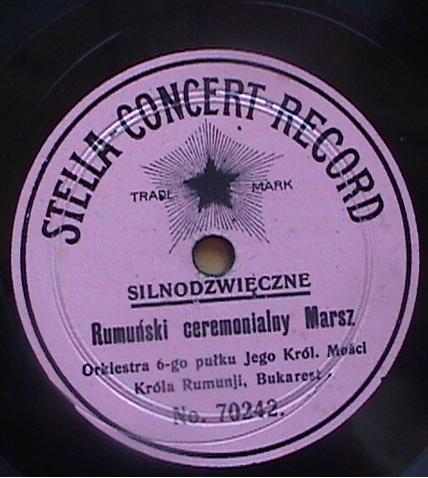 STELLA-CONCERT-RECORD
TRADE MARK
SILNODZWIĘCZNE
Rumuński ceremonialny Marsz
Orkiestra 6-go pułku Jego Król. Mości
Króla Rumunji, Bukarest.
No. 70242.